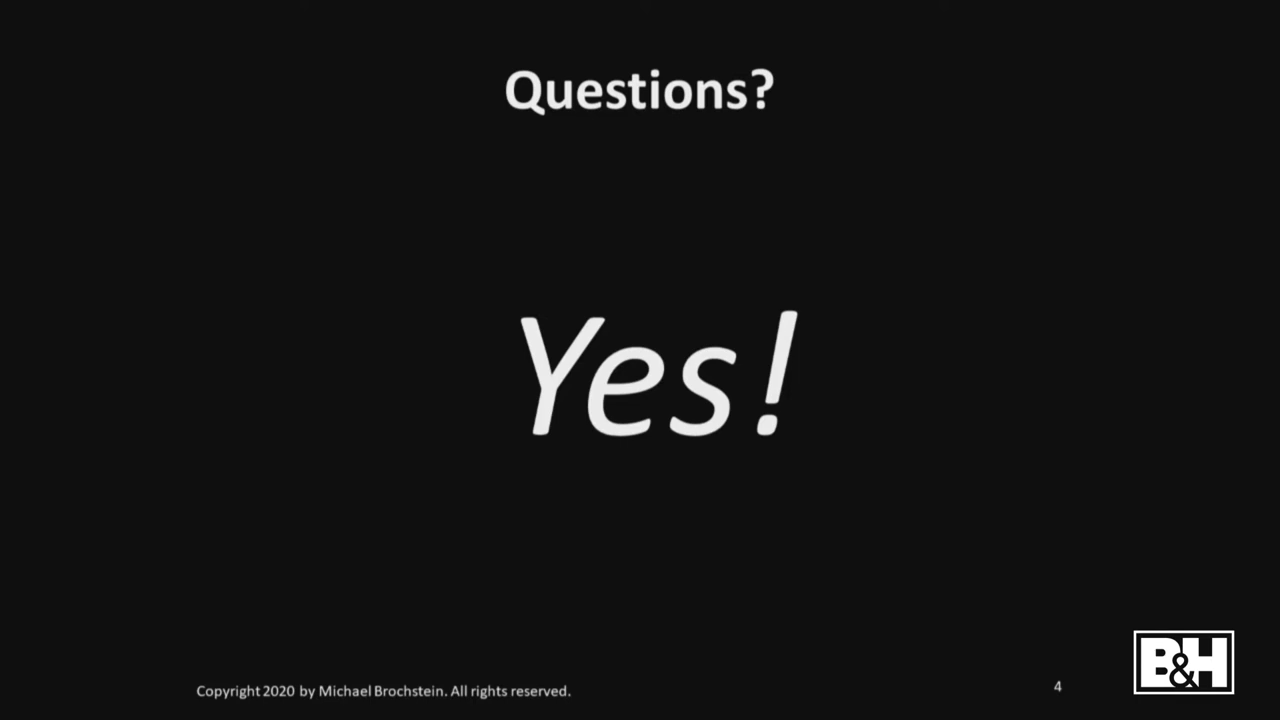 Questions?
Yes!
Copyright 2020 by Michael Brochstein. All rights reserved.
4
B&H